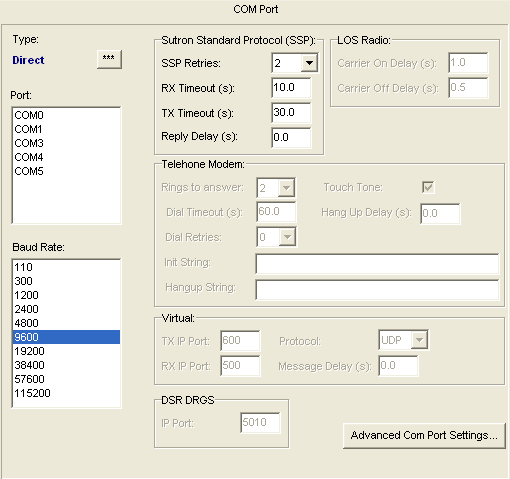 COM Port
Type:
Direct
***
Port:
COM0
COM1
COM3
COM4
COM5
Baud Rate:
110
300
1200
2400
4800
9600
19200
38400
57600
115200
Sutron Standard Protocol (SSP):
SSP Retries: 2
RX Timeout (s): 10.0
TX Timeout (s): 30.0
Reply Delay (s): 0.0
LOS Radio:
Carrier On Delay (s): 1.0
Carrier Off Delay (s): 0.5
Telehone Modem:
Rings to answer: 2 Touch Tone:
Dial Timeout (s): 60.0 Hang Up Delay (s): 0.0
Dial Retries: 0
Init String:
Hangup String:
Virtual:
TX IP Port: 600 Protocol: UDP
RX IP Port: 500 Message Delay (s): 0.0
DSR DRGS
IP Port: 5010
Advanced Com Port Settings...